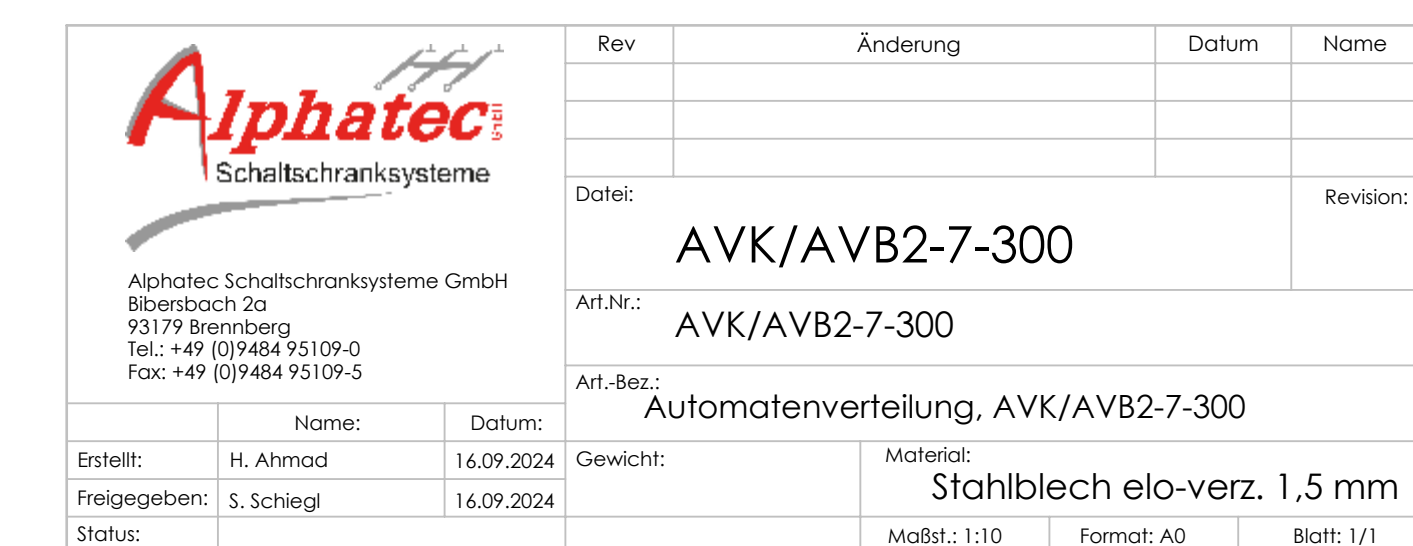 Alphatec GmbH
Schaltschranksysteme
Alphatec Schaltschranksysteme GmbH
Bibersbach 2a
93179 Brennberg
Tel.: +49 (0)9484 95109-0
Fax: +49 (0)9484 95109-5
Name: Datum:
Erstellt: H. Ahmad 16.09.2024
Freigegeben: S. Schiegl 16.09.2024
Status:
Rev Änderung Datum Name
Datei: Revision:
AVK/AVB2-7-300
Art.Nr.:
AVK/AVB2-7-300
Art.-Bez.:
Automatenverteilung, AVK/AVB2-7-300
Gewicht: Material:
Stahlblech elo-verz. 1,5 mm
Maßst.: 1:10 Format: A0 Blatt: 1/1